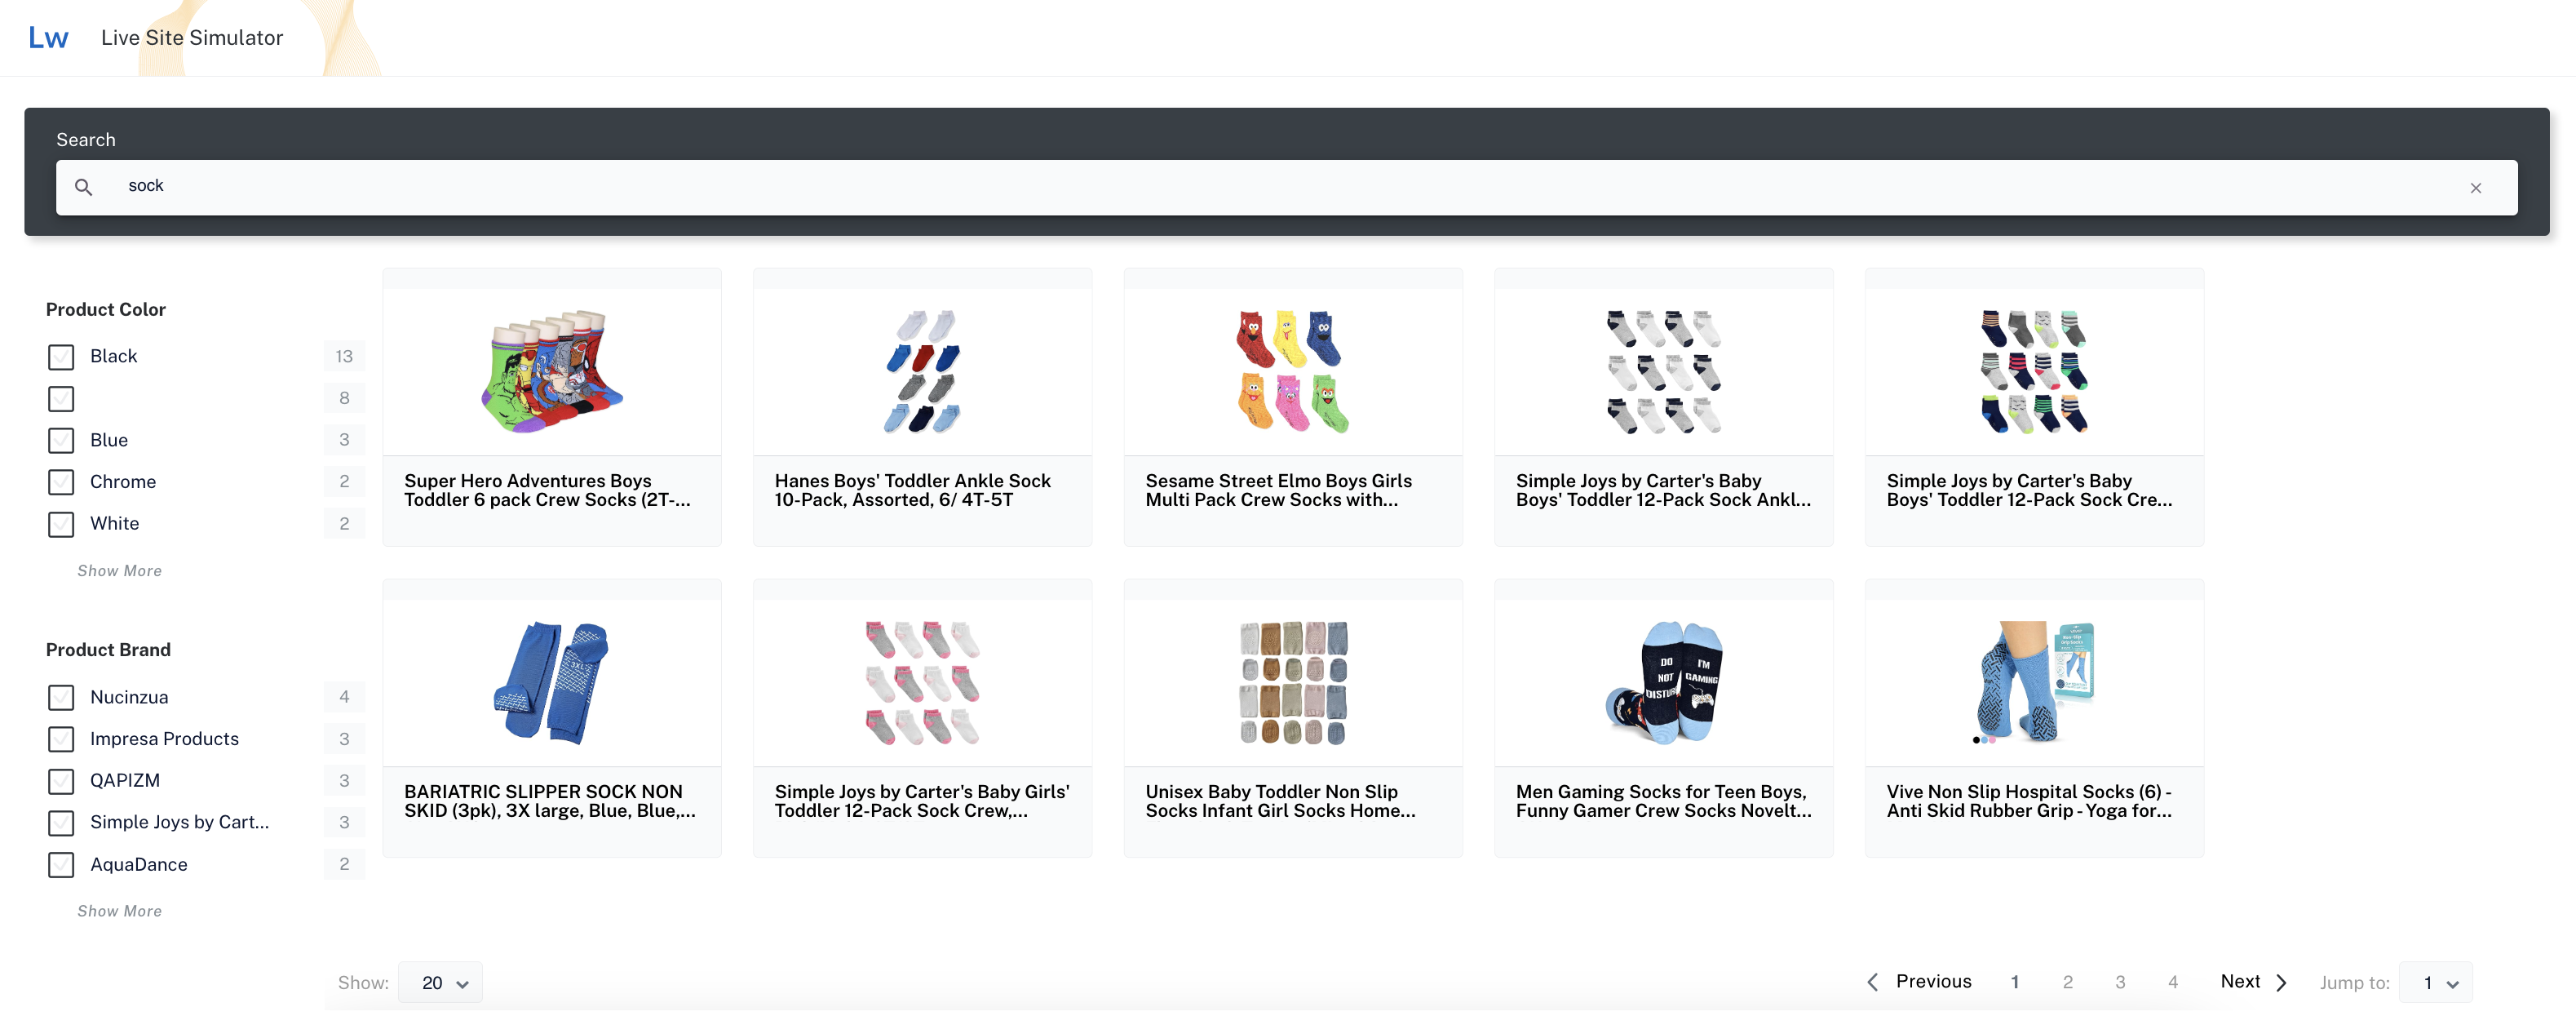 Lw Live Site Simulator
Search
sock
Product Color
Black 13
8
Blue 3
Chrome 2
White 2
Show More
Product Brand
Nucinzua 4
Impresa Products 3
QAPIZM 3
Simple Joys by Cart... 3
AquaDance 2
Show More
Super Hero Adventures Boys
Toddler 6 pack Crew Socks (2T-...
Hanes Boys' Toddler Ankle Sock
10-Pack, Assorted, 6/ 4T-5T
Sesame Street Elmo Boys Girls
Multi Pack Crew Socks with...
Simple Joys by Carter's Baby
Boys' Toddler 12-Pack Sock Ankl...
Simple Joys by Carter's Baby
Boys' Toddler 12-Pack Sock Cre...
3XL
BARIATRIC SLIPPER SOCK NON
SKID (3pk), 3X large, Blue, Blue,...
Simple Joys by Carter's Baby Girls'
Toddler 12-Pack Sock Crew,...
Unisex Baby Toddler Non Slip
Socks Infant Girl Socks Home...
DO
NOT
DISTURB
I'M
GAMING
Men Gaming Socks for Teen Boys,
Funny Gamer Crew Socks Novelt...
Vive Non Slip Hospital Socks (6) -
Anti Skid Rubber Grip - Yoga for...
Show: 20
Previous 1 2 3 4 Next Jump to: 1